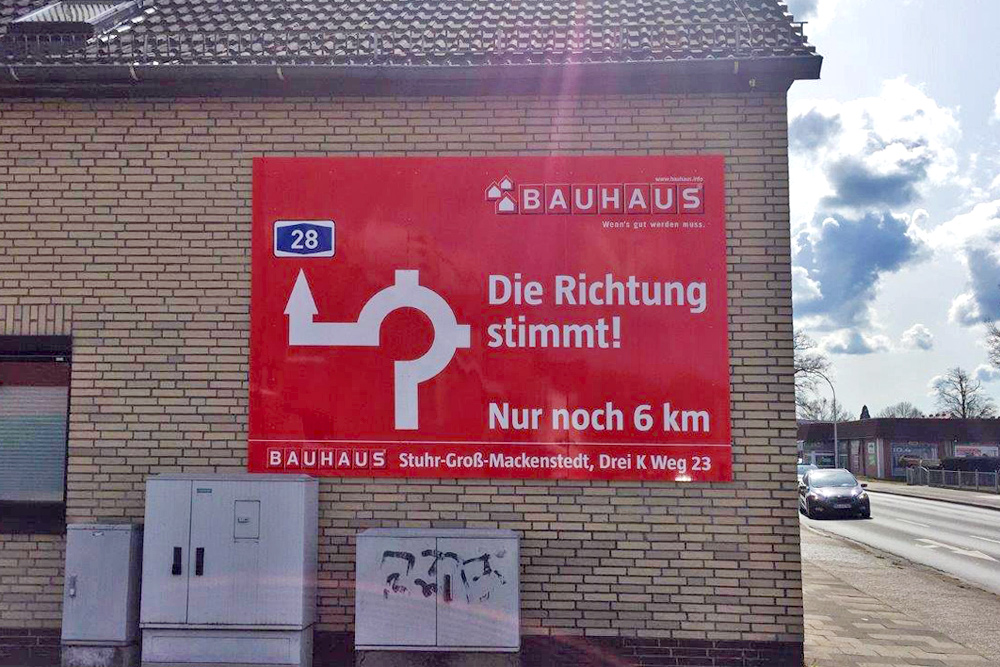 www.bauhaus.info
BAUHAUS
Wenn's gut werden muss.
28
Die Richtung
stimmt!
Nur noch 6 km
BAUHAUS Stuhr-Groß-Mackenstedt, Drei K Weg 23